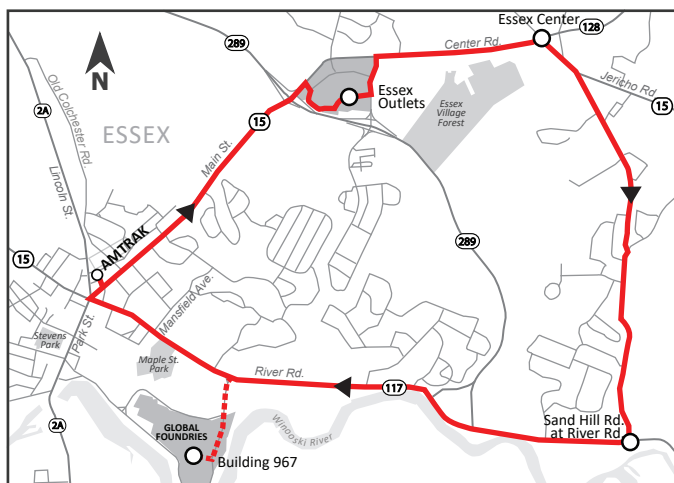 Essex Center
128
289
Center Rd.
Jericho Rd
15
N
2A
Old Colchester Rd.
ESSEX
Essex
Outlets
Essex
Village
Forest
15
Main St.
Lincoln St.
AMTRAK
289
15
Park St.
Mansfield Ave.
Stevens
Park
Maple St.
Park
River Rd.
117
Sand Hill Rd.
at River Rd.
GLOBAL
FOUNDRIES
Winooski River
2A
Building 967